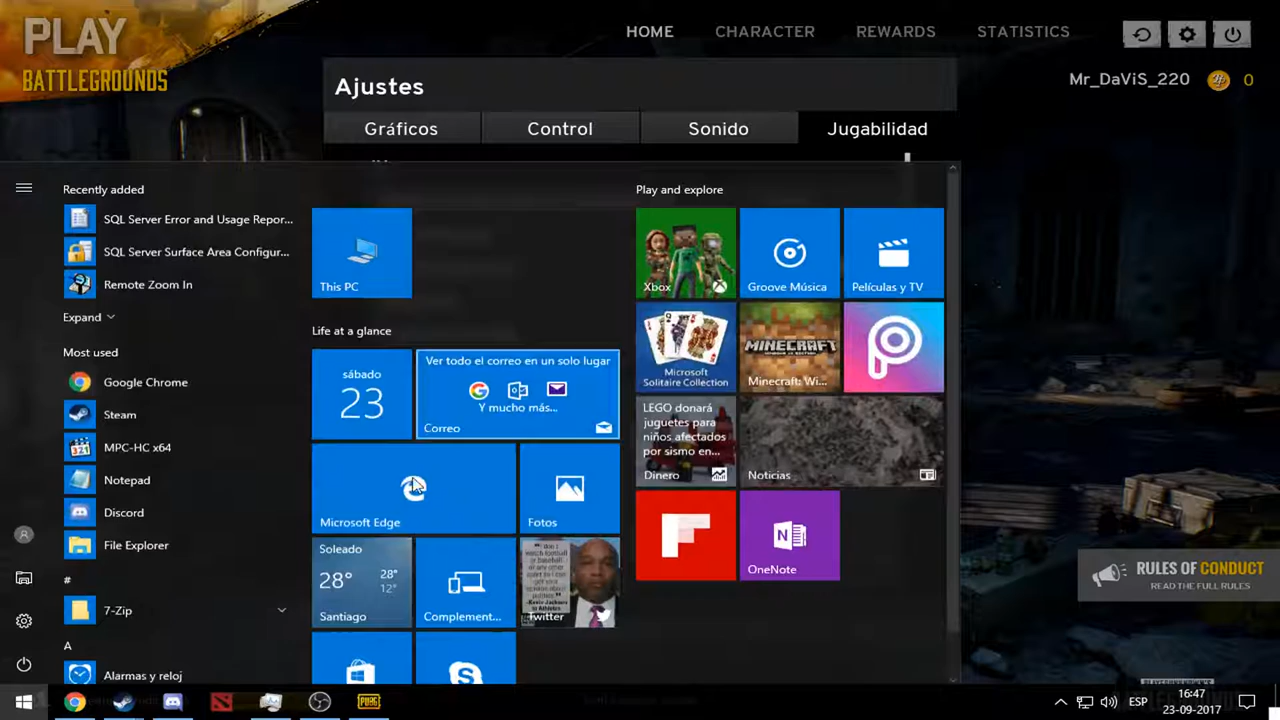 PLAY
BATTLEGROUNDS
HOME
CHARACTER
REWARDS
STATISTICS
Mr_DaViS_220
0
Ajustes
Gráficos
Control
Sonido
Jugabilidad
Recently added
SQL Server Error and Usage Repor...
SQL Server Surface Area Configur...
Remote Zoom In
Expand
Most used
Google Chrome
Steam
MPC-HC x64
Notepad
Discord
File Explorer
#
7-Zip
A
Alarmas y reloj
This PC
Life at a glance
sábado
23
Ver todo el correo en un solo lugar
Y mucho más...
Correo
Microsoft Edge
Fotos
Soleado
28°
28°
12°
Santiago
Complement...
Twitter
Play and explore
Xbox
Groove Música
Películas y TV
Microsoft
Solitaire Collection
MINECRAFT
Minecraft: Wi...
LEGO donará
juguetes para
niños afectados
por sismo en...
Dinero
Noticias
OneNote
RULES OF CONDUCT
READ THE FULL RULES
PUBG
ESP
16:47
23-09-2017